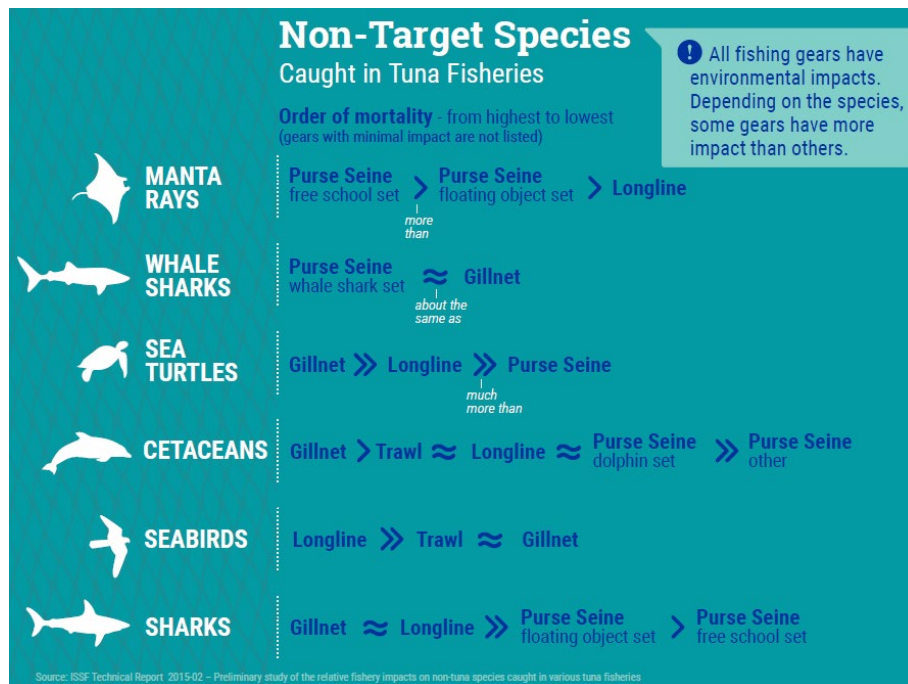 Non-Target Species
Caught in Tuna Fisheries
! All fishing gears have
environmental impacts.
Depending on the species,
some gears have more
impact than others.
Order of mortality - from highest to lowest
(gears with minimal impact are not listed)
MANTA
RAYS
Purse Seine
free school set
>
more
than
Purse Seine
floating object set
> Longline
WHALE
SHARKS
Purse Seine
whale shark set
≈
about the
same as
Gillnet
SEA
TURTLES
Gillnet >> Longline >> Purse Seine
much
more than
CETACEANS
Gillnet > Trawl ≈ Longline ≈
Purse Seine
dolphin set
>>
Purse Seine
other
SEABIRDS
Longline >> Trawl ≈ Gillnet
SHARKS
Gillnet ≈ Longline >>
Purse Seine
floating object set
>
Purse Seine
free school set
Source: ISSF Technical Report 2015-02 – Preliminary study of the relative fishery impacts on non-tuna species caught in various tuna fisheries